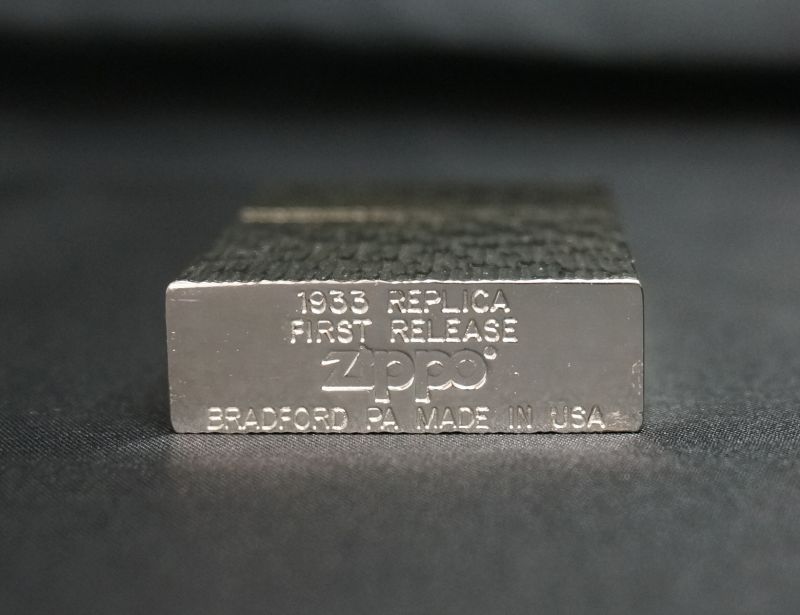 1933 REPLICA
FIRST RELEASE
Zippo®
BRADFORD PA MADE IN USA